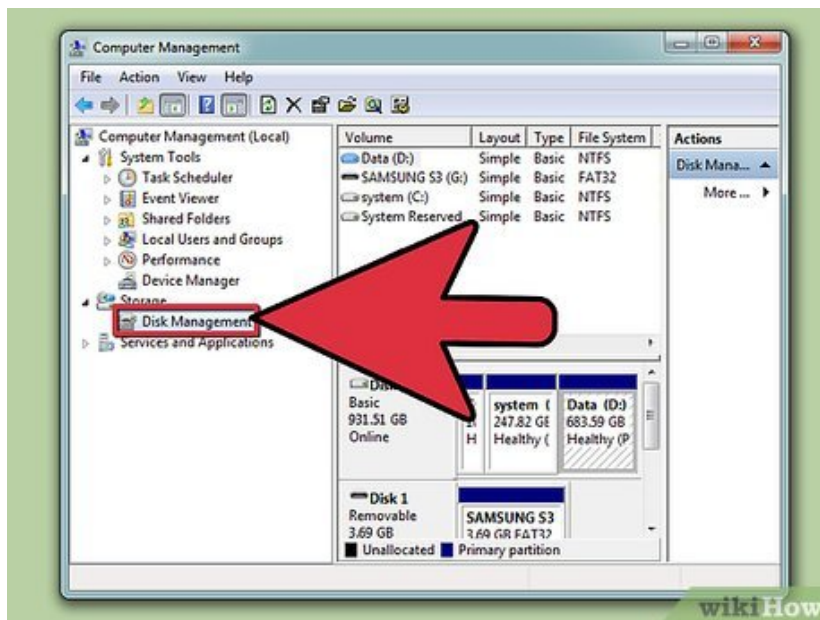 Computer Management
File Action View Help
Computer Management (Local)
System Tools
Task Scheduler
Event Viewer
Shared Folders
Local Users and Groups
Performance
Device Manager
Storage
Disk Management
Services and Applications
Volume Layout Type File System
Data (D:) Simple Basic NTFS
SAMSUNG S3 (G:) Simple Basic FAT32
system (C:) Simple Basic NTFS
System Reserved Simple Basic NTFS
Actions
Disk Mana...
More ...
Basic
931.51 GB
Online
H
system (
247.82 GE
Healthy (
Data (D:)
683.59 GB
Healthy (P
Disk 1
Removable
3.69 GB
SAMSUNG S3
3.69 GB FAT32
Unallocated Primary partition
wikiHow